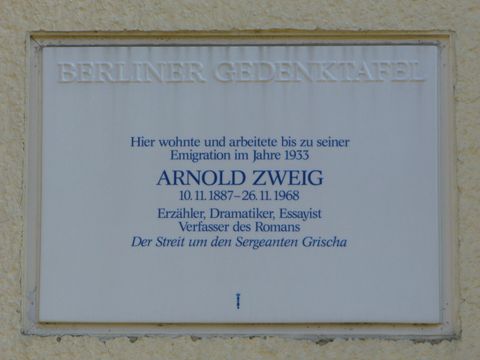 BERLINER GEDENKTAFEL
Hier wohnte und arbeitete bis zu seiner
Emigration im Jahre 1933
ARNOLD ZWEIG
10. 11. 1887–26. 11. 1968
Erzähler, Dramatiker, Essayist
Verfasser des Romans
Der Streit um den Sergeanten Grischa